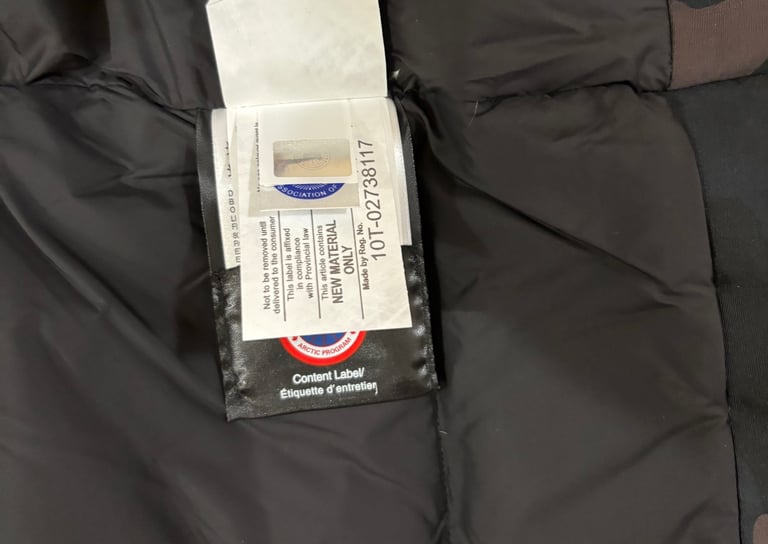 SSOCIATION OF
Not to be removed until
delivered to the consumer
This label is affixed
in compliance
with Provincial law
This article contains
NEW MATERIAL
ONLY
Made by Reg. No.
10T-02738117
ARCTIC PROGRAM
Content Label/
Étiquette d'entretien